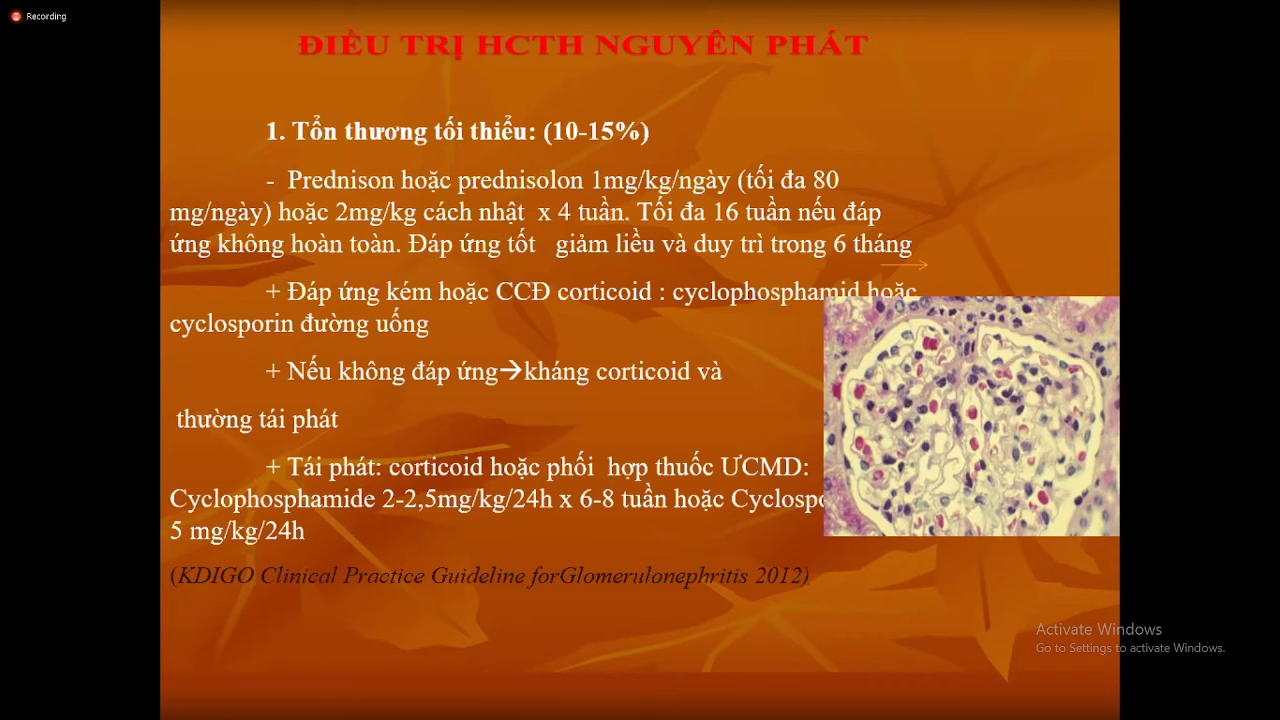 Recording
ĐIỀU TRỊ HCTH NGUYÊN PHÁT
1. Tổn thương tối thiểu: (10-15%)
- Prednison hoặc prednisolon 1mg/kg/ngày (tối đa 80
mg/ngày) hoặc 2mg/kg cách nhật x 4 tuần. Tối đa 16 tuần nếu đáp
ứng không hoàn toàn. Đáp ứng tốt giảm liều và duy trì trong 6 tháng
+ Đáp ứng kém hoặc CCĐ corticoid : cyclophosphamid hoặc
cyclosporin đường uống
+ Nếu không đáp ứng→kháng corticoid và
thường tái phát
+ Tái phát: corticoid hoặc phối hợp thuốc ƯCMD:
Cyclophosphamide 2-2,5mg/kg/24h x 6-8 tuần hoặc
5 mg/kg/24h
(KDIGO Clinical Practice Guideline forGlomerulonephritis 2012)
Activate Windows
Go to Settings to activate Windows.